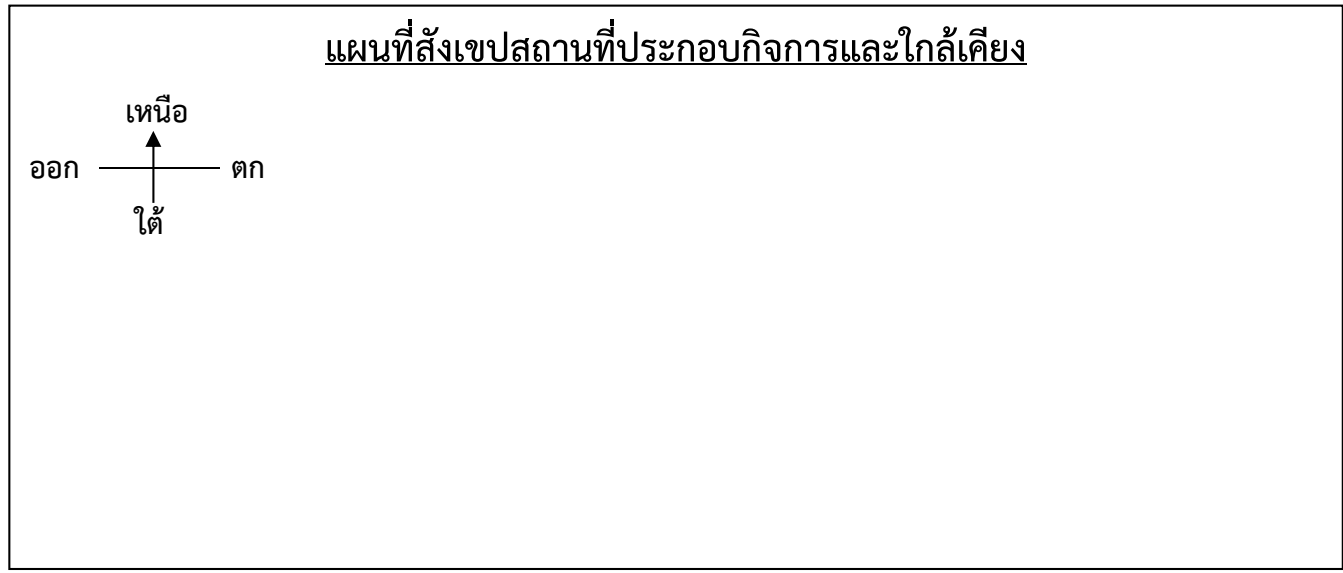 แผนที่สังเขปสถานที่ประกอบกิจการและใกล้เคียง
เหนือ
ออก ตก
ใต้